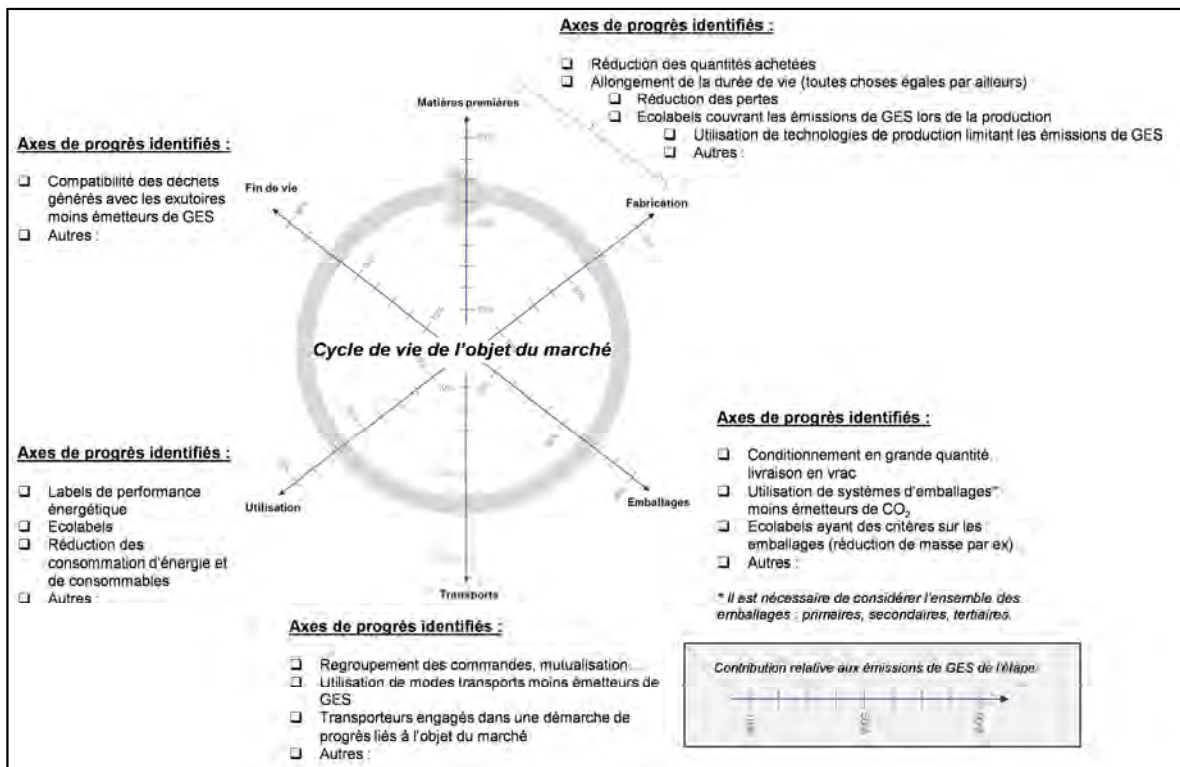 Axes de progrès identifiés :
❑ Réduction des quantités achetées
❑ Allongement de la durée de vie (toutes choses égales par ailleurs)
❑ Réduction des pertes
❑ Ecolabels couvrant les émissions de GES lors de la production
❑ Utilisation de technologies de production limitant les émissions de GES
❑ Autres :
Matières premières
Axes de progrès identifiés :
❑ Compatibilité des déchets
générés avec les exutoires
moins émetteurs de GES
❑ Autres :
Fin de vie
Fabrication
Cycle de vie de l'objet du marché
10%
10%
Axes de progrès identifiés :
❑ Labels de performance
énergétique
❑ Ecolabels
❑ Réduction des
consommation d'énergie et
de consommables
❑ Autres :
Utilisation
Emballages
Transports
Axes de progrès identifiés :
❑ Conditionnement en grande quantité,
livraison en vrac
❑ Utilisation de systèmes d'emballages*
moins émetteurs de CO₂
❑ Ecolabels ayant des critères sur les
emballages (réduction de masse par ex)
❑ Autres :
* Il est nécessaire de considérer l'ensemble des
emballages : primaires, secondaires, tertiaires.
Axes de progrès identifiés :
❑ Regroupement des commandes, mutualisation…
❑ Utilisation de modes transports moins émetteurs de
GES
❑ Transporteurs engagés dans une démarche de
progrès liés à l'objet du marché
❑ Autres :
Contribution relative aux émissions de GES de l'étape
10%
50%
90%